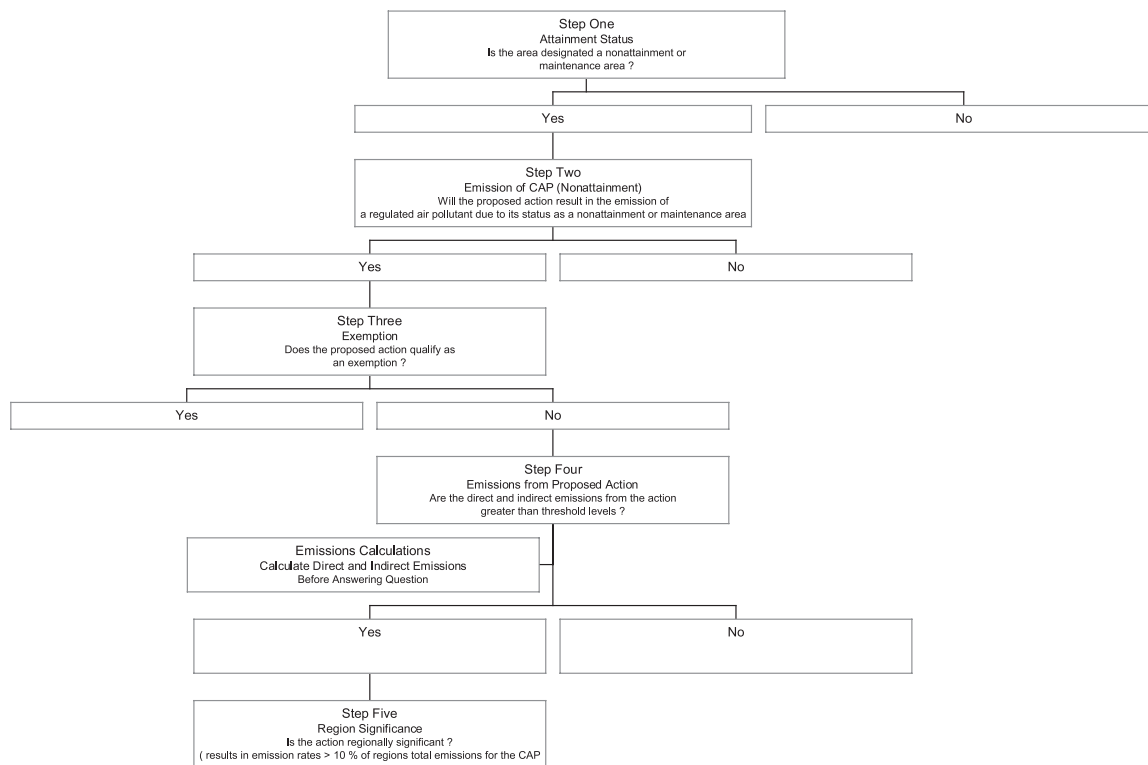 Step One
Attainment Status
Is the area designated a nonattainment or
maintenance area ?
Yes
No
Step Two
Emission of CAP (Nonattainment)
Will the proposed action result in the emission of
a regulated air pollutant due to its status as a nonattainment or maintenance area
Yes
No
Step Three
Exemption
Does the proposed action qualify as
an exemption ?
Yes
No
Step Four
Emissions from Proposed Action
Are the direct and indirect emissions from the action
greater than threshold levels ?
Emissions Calculations
Calculate Direct and Indirect Emissions
Before Answering Question
Yes
No
Step Five
Region Significance
Is the action regionally significant ?
( results in emission rates > 10 % of regions total emissions for the CAP